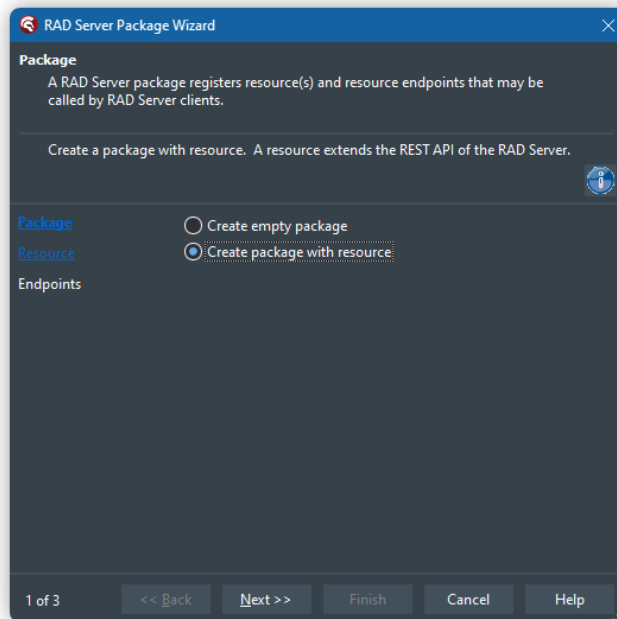 RAD Server Package Wizard
Package
A RAD Server package registers resource(s) and resource endpoints that may be
called by RAD Server clients.
Create a package with resource.  A resource extends the REST API of the RAD Server.
Package
Create empty package
Resource
Create package with resource
Endpoints
1 of 3
<< Back
Next >>
Finish
Cancel
Help